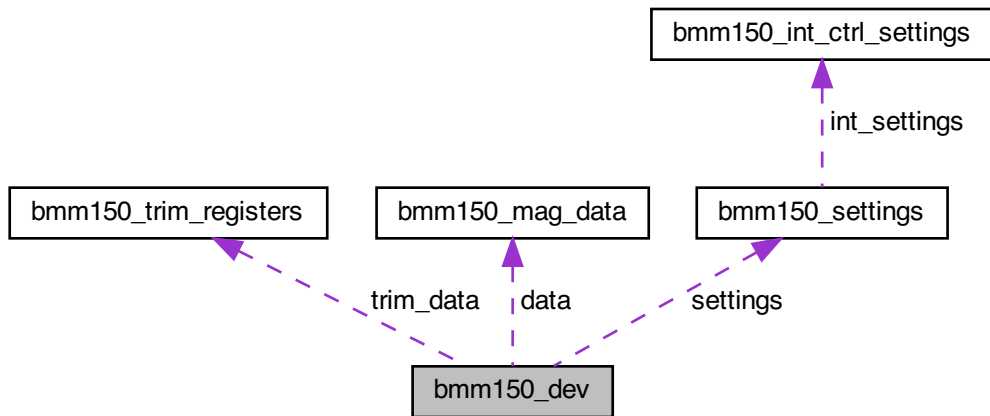 bmm150_int_ctrl_settings
int_settings
bmm150_trim_registers
bmm150_mag_data
bmm150_settings
trim_data
data
settings
bmm150_dev